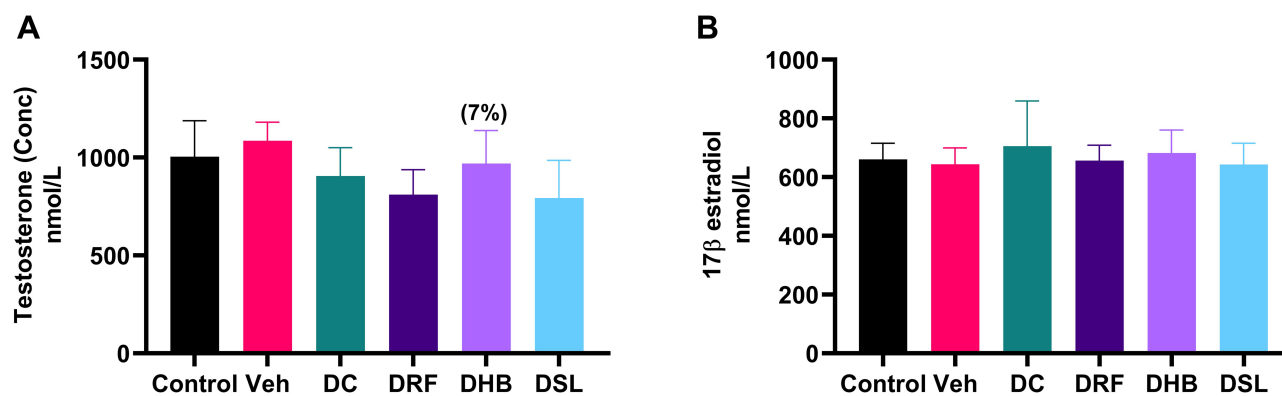 A
Testosterone (Conc)
nmol/L
1500
1000
500
0
(7%)
Control Veh DC DRF DHB DSL
B
17β estradiol
nmol/L
1000
800
600
400
200
0
Control Veh DC DRF DHB DSL